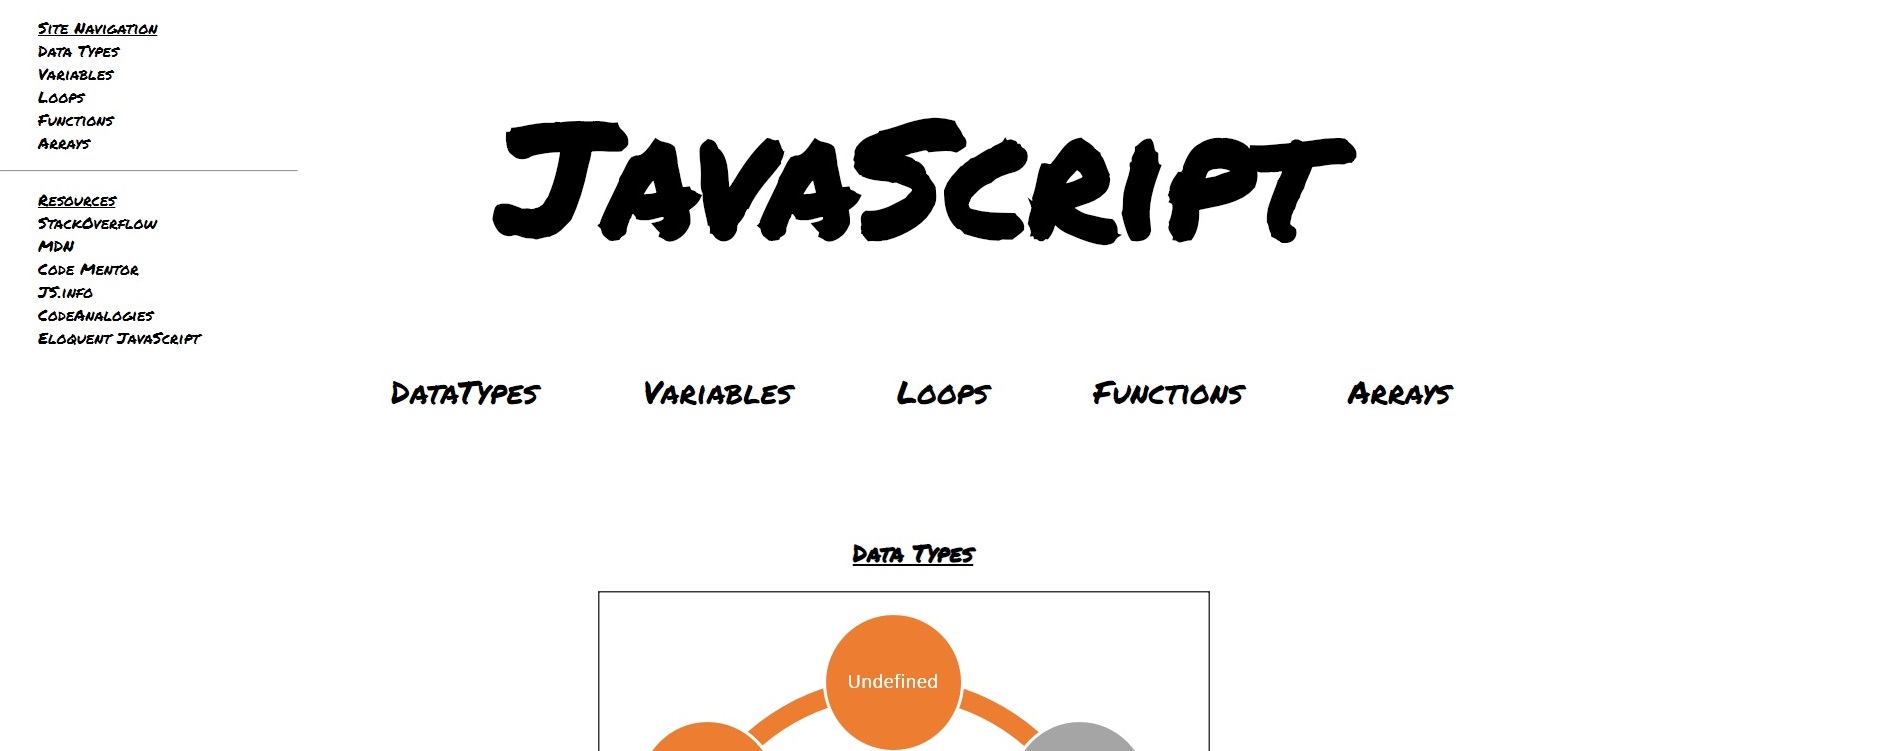 Site Navigation
Data Types
Variables
Loops
Functions
Arrays
Resources
StackOverflow
MDN
Code Mentor
JS.info
CodeAnalogies
Eloquent JavaScript
JavaScript
DataTypes Variables Loops Functions Arrays
Data Types
Undefined